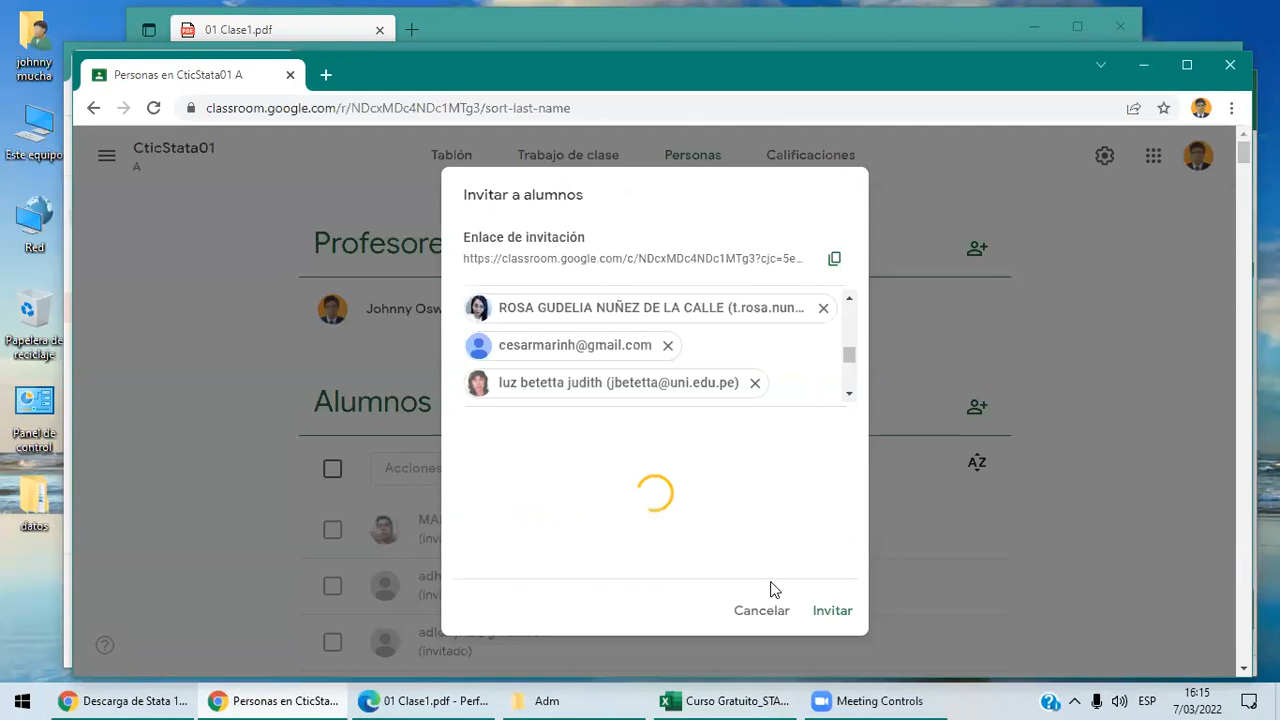 johnny
mucha
Este equipo
Red
Papelera de
reciclaje
Panel de
control
datos
01 Clase1.pdf
Personas en CticStata01 A
classroom.google.com/r/NDcxMDc4NDc1MTg3/sort-last-name
CticStata01
A
Tablón
Trabajo de clase
Personas
Calificaciones
Profesore
Johnny Osw
Alumnos
Acciones
(invi
adh
(invi
(invitado)
Invitar a alumnos
Enlace de invitación
https://classroom.google.com/c/NDcxMDc4NDc1MTg3?cjc=5e...
ROSA GUDELIA NUÑEZ DE LA CALLE (t.rosa.nun...
cesarmarinh@gmail.com
luz betetta judith (jbetetta@uni.edu.pe)
Cancelar
Invitar
Descarga de Stata 1...
Personas en CticSta...
01 Clase1.pdf - Perf...
Adm
Curso Gratuito_STA...
Meeting Controls
ESP
16:15
7/03/2022